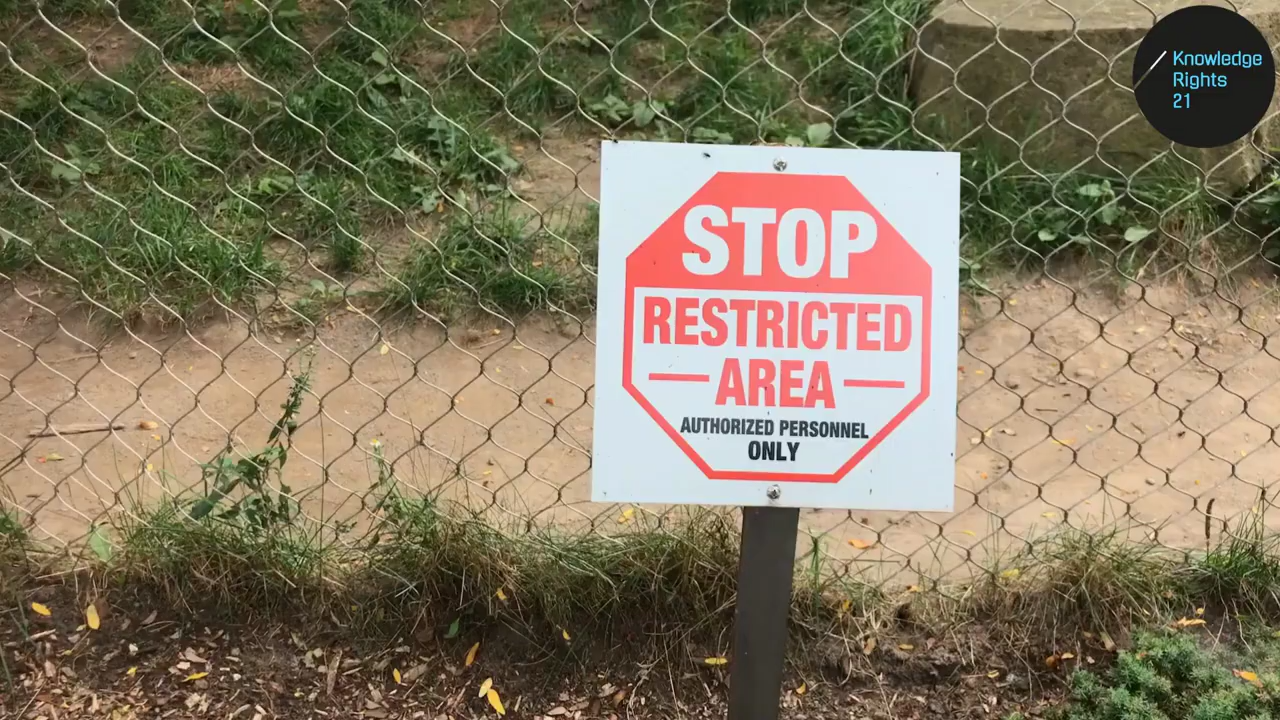 Knowledge
Rights
21
STOP
RESTRICTED
AREA
AUTHORIZED PERSONNEL
ONLY